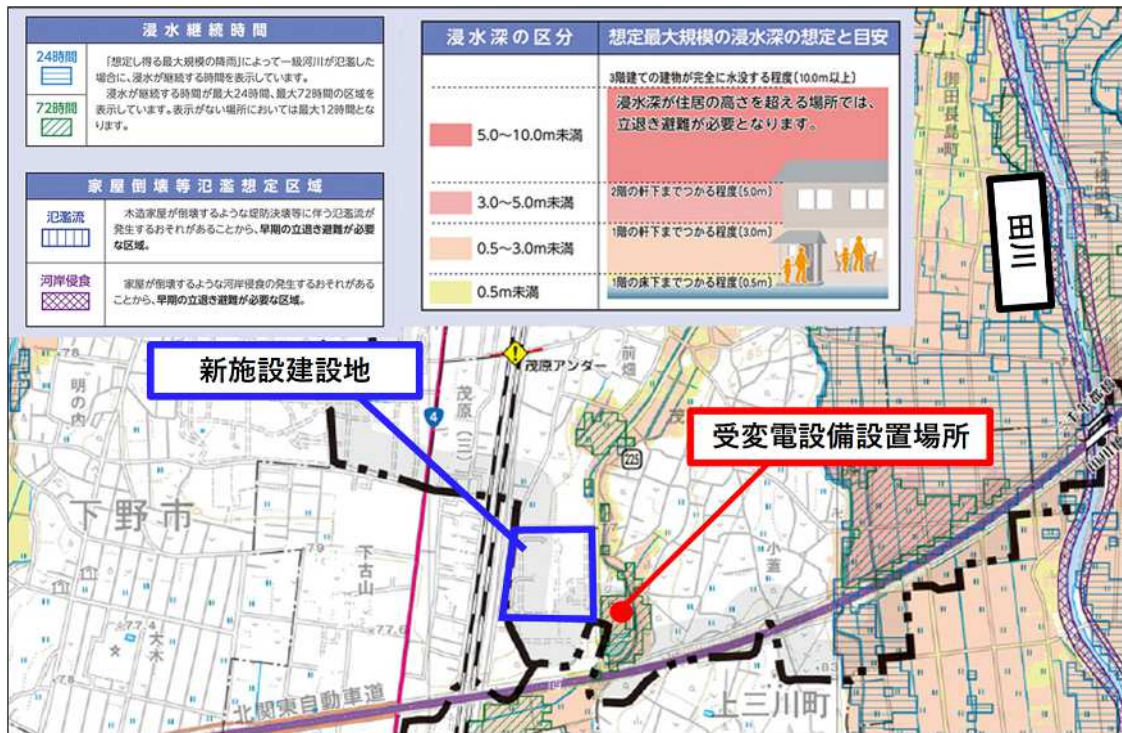 浸水継続時間
24時間
「想定し得る最大規模の降雨」によって一級河川が氾濫した
場合に、浸水が継続する時間を表示しています。
浸水が継続する時間が最大24時間、最大72時間の区域を
表示しています。表示がない場所においては最大12時間とな
ります。
72時間
家屋倒壊等氾濫想定区域
氾濫流
木造家屋が倒壊するような堤防決壊等に伴う氾濫流が
発生するおそれがあることから、早期の立退き避難が必要
な区域。
河岸侵食
家屋が倒壊するような河岸侵食の発生するおそれがある
ことから、早期の立退き避難が必要な区域。
浸水深の区分
想定最大規模の浸水深の想定と目安
3階建ての建物が完全に水没する程度〔10.0m以上〕
浸水深が住居の高さを超える場所では、
立退き避難が必要となります。
5.0〜10.0m未満
2階の軒下までつかる程度〔5.0m〕
3.0〜5.0m未満
1階の軒下までつかる程度〔3.0m〕
0.5〜3.0m未満
1階の床下までつかる程度〔0.5m〕
0.5m未満
御田長島町
下横田町
田川
新施設建設地
茂原アンダー
前畑
明の内
茂原(三)
4
茂
受変電設備設置場所
225
下野市
下古山
79
小蓋
77.4
大木
77.6
78
83
北関東自動車道
上三川町